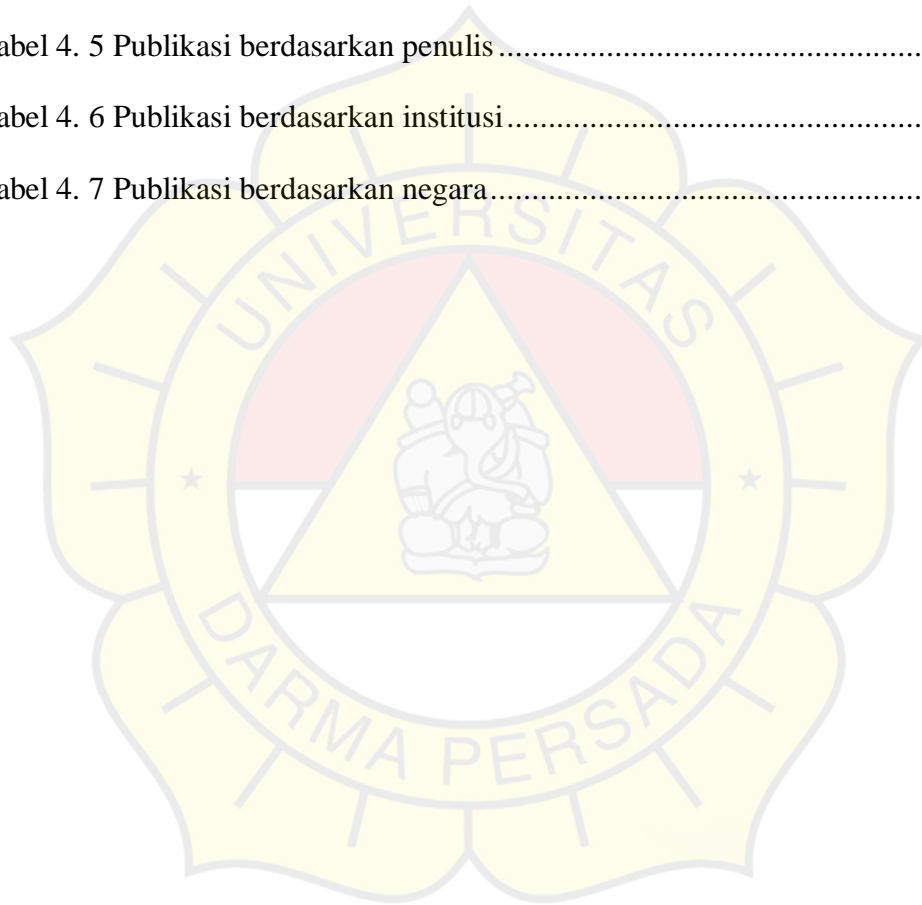 abel 4. 5 Publikasi berdasarkan penulis..........................................................
abel 4. 6 Publikasi berdasarkan institusi.........................................................
abel 4. 7 Publikasi berdasarkan negara...........................................................
UNIVERSITAS
DARMA PERSADA